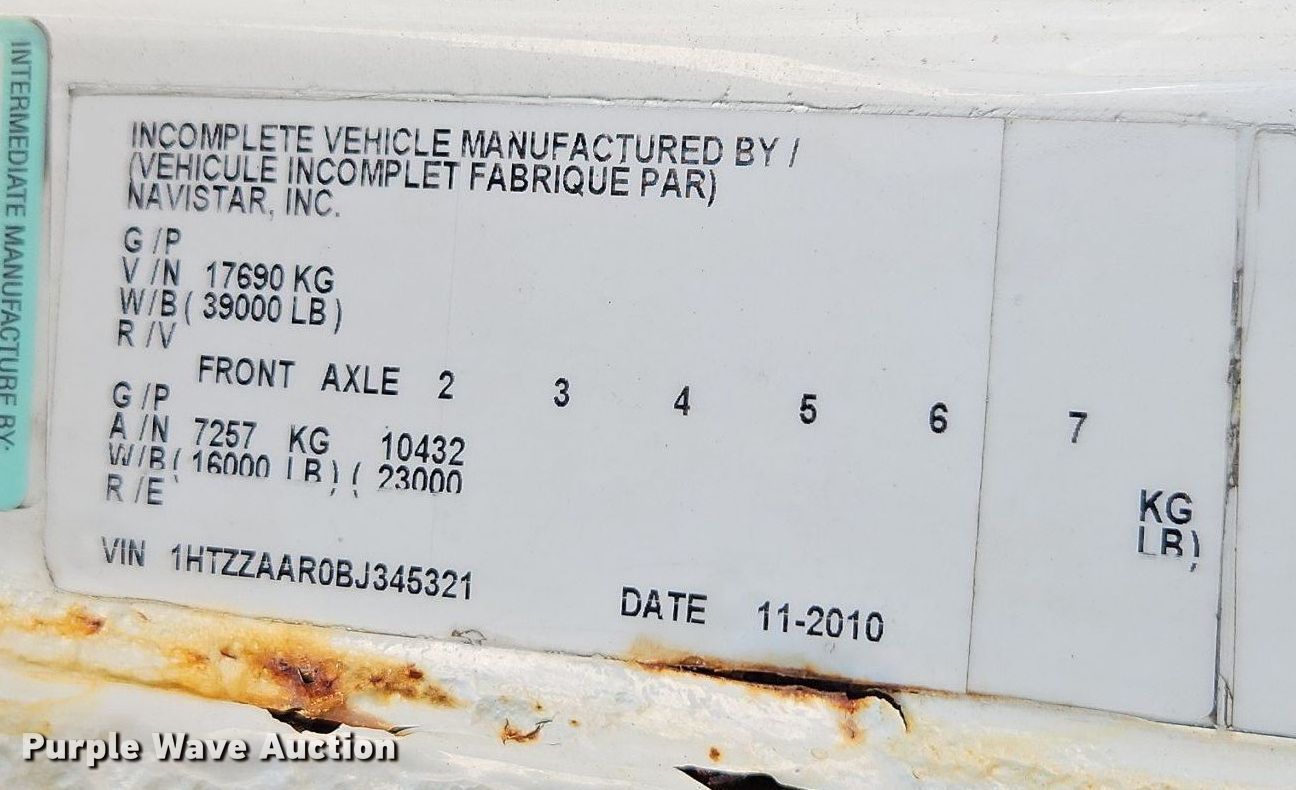 INTERMEDIATE MANUFACTURE BY:
INCOMPLETE VEHICLE MANUFACTURED BY /
(VEHICULE INCOMPLET FABRIQUE PAR)
NAVISTAR, INC.
G /P
V /N 17690 KG
W/B( 39000 LB)
R /V
FRONT AXLE 2 3 4 5 6 7
G /P
A /N 7257 KG 10432 KG
W/B( 16000 LB) ( 23000 LB)
R /E
VIN 1HTZZAAR0BJ345321
DATE 11-2010
Purple Wave Auction